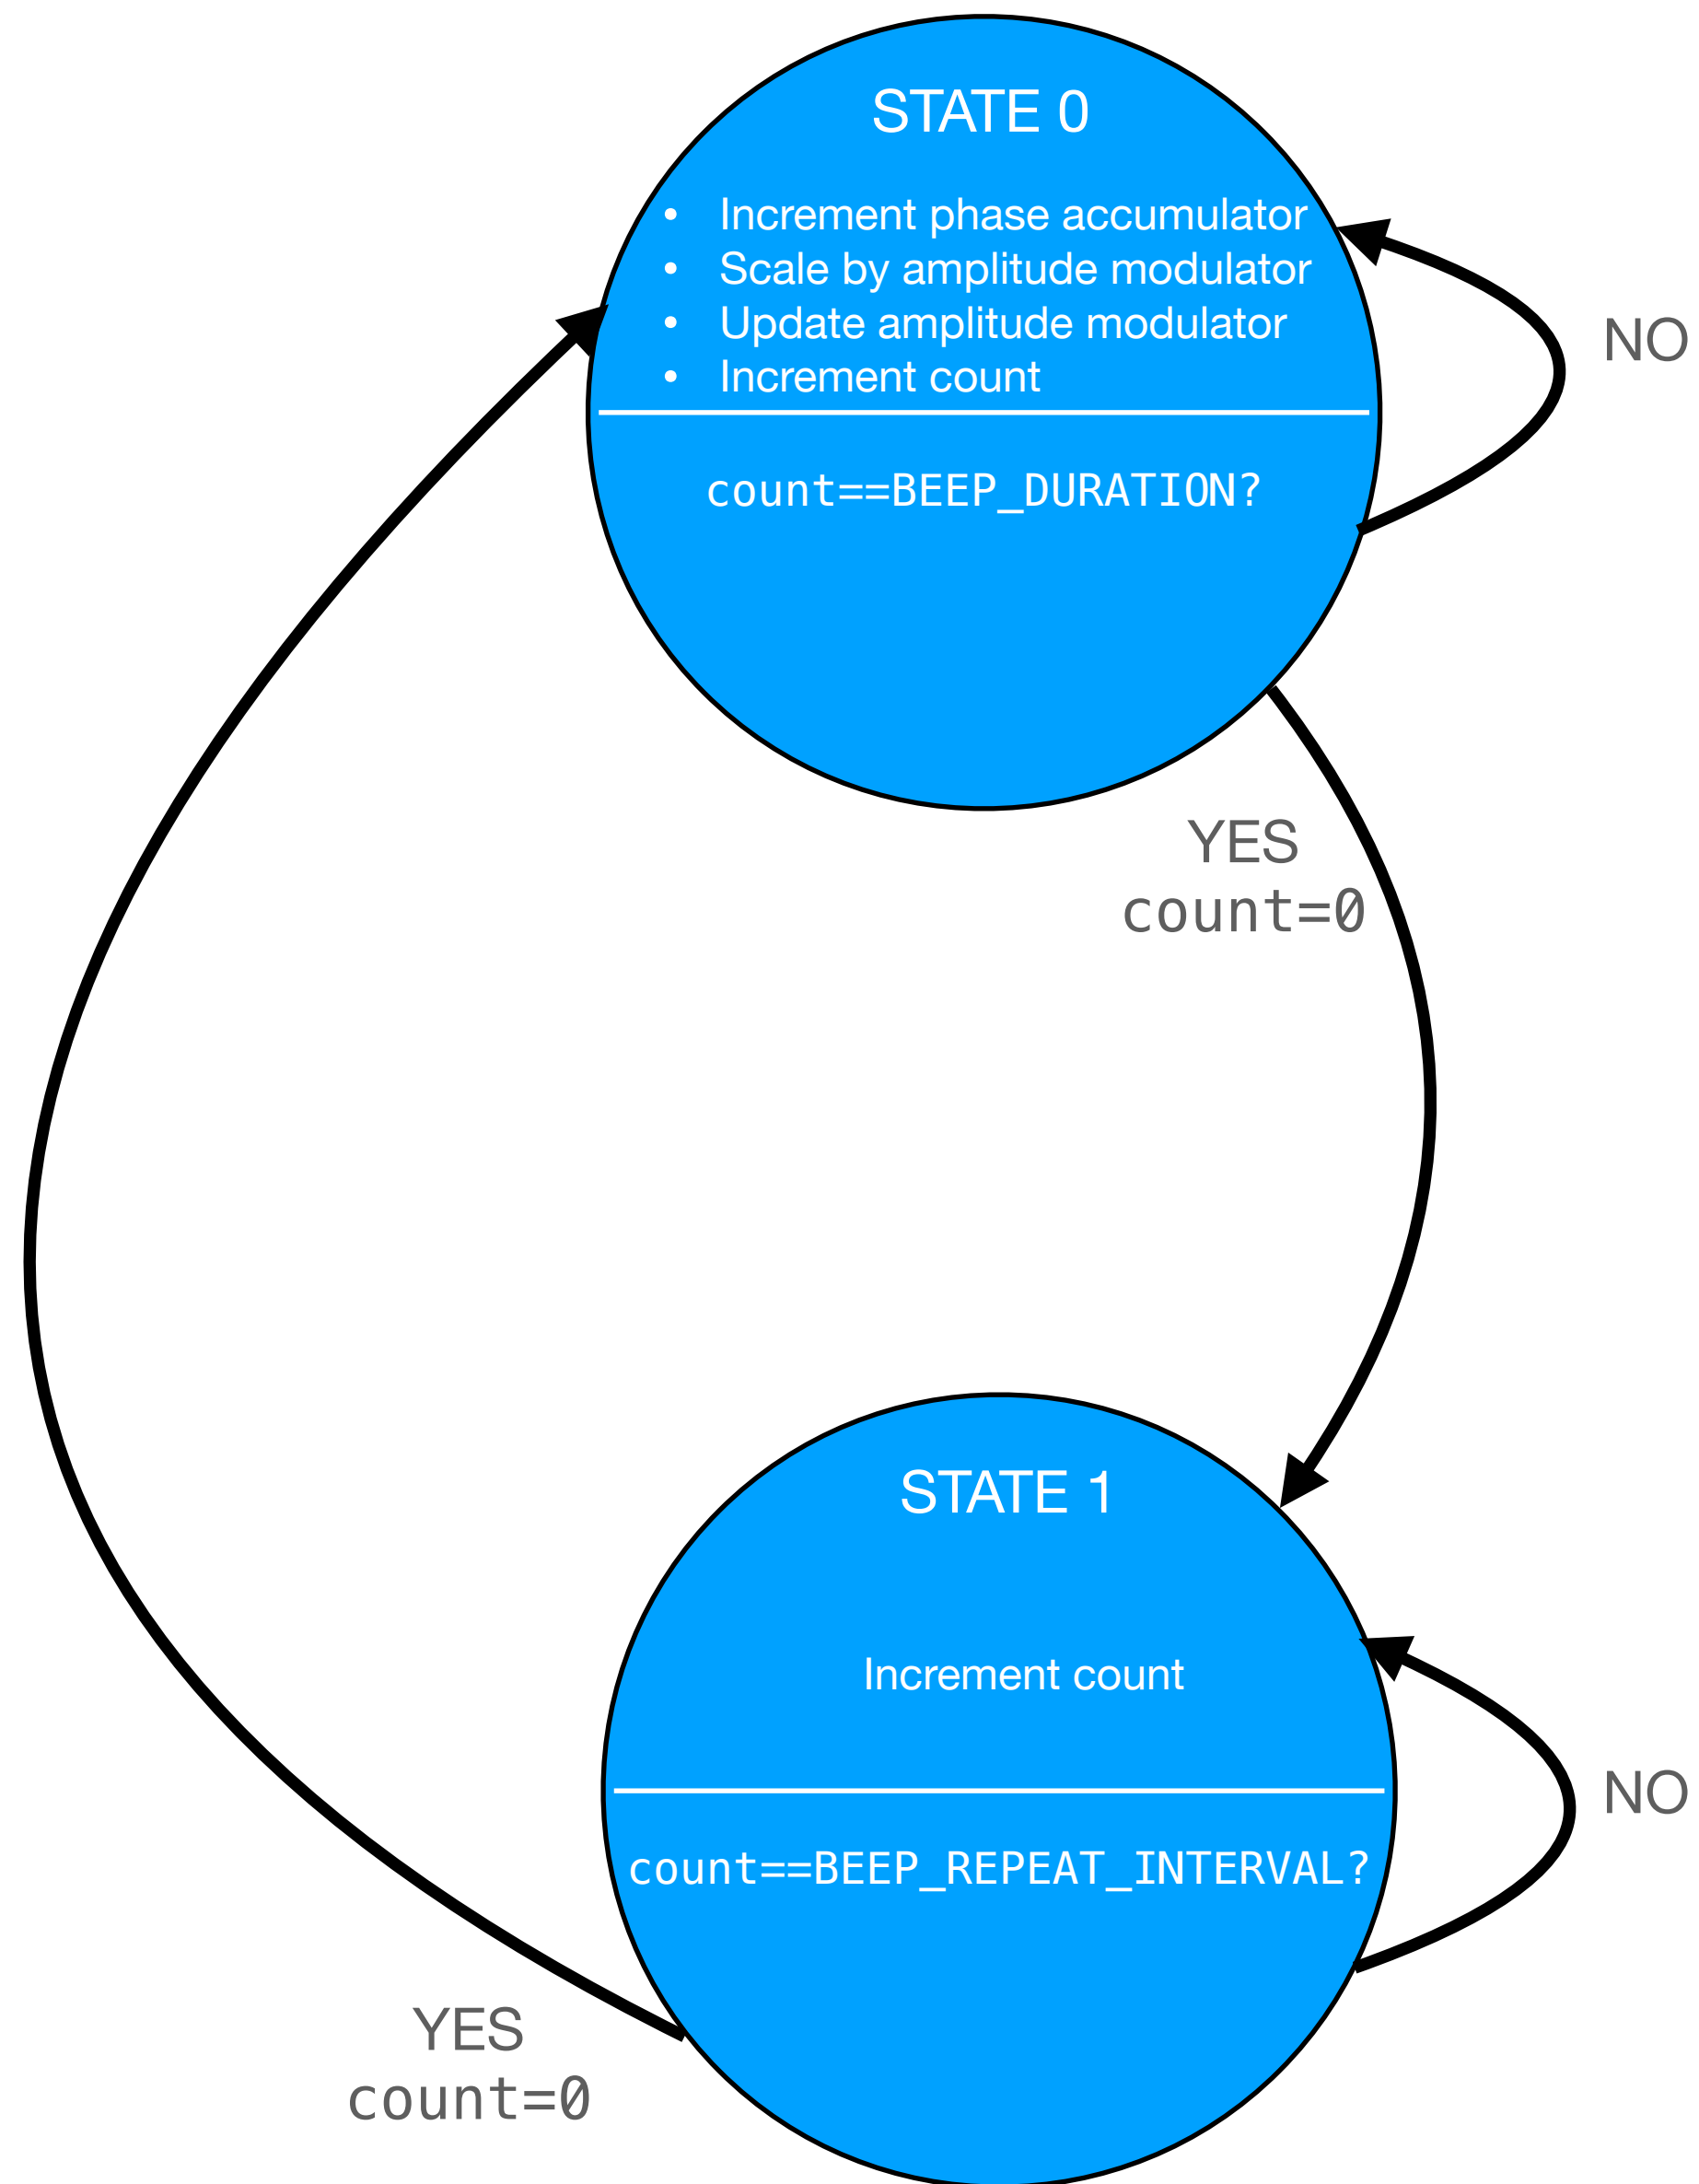 STATE 0
• Increment phase accumulator
• Scale by amplitude modulator
• Update amplitude modulator
• Increment count
NO
count==BEEP_DURATION?
YES
count=0
STATE 1
Increment count
NO
count==BEEP_REPEAT_INTERVAL?
YES
count=0